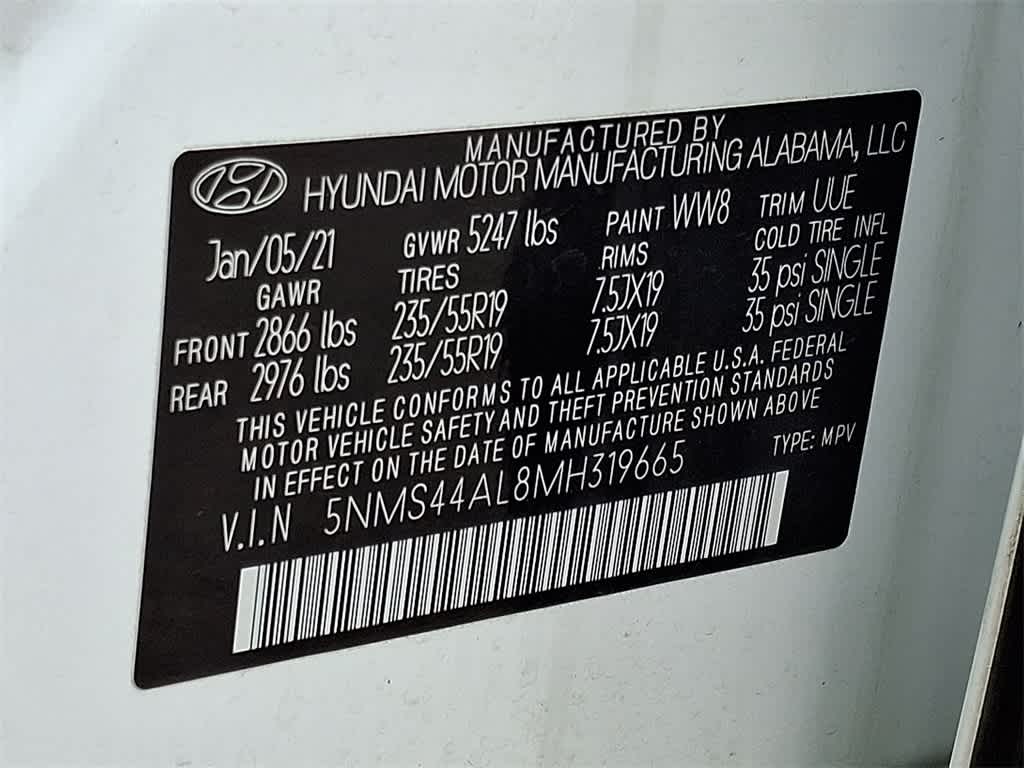 MANUFACTURED BY
HYUNDAI MOTOR MANUFACTURING ALABAMA, LLC
Jan/05/21 GVWR 5247 lbs PAINT WW8 TRIM UUE
GAWR TIRES RIMS COLD TIRE INFL
FRONT 2866 lbs 235/55R19 7.5JX19 35 psi SINGLE
REAR 2976 lbs 235/55R19 7.5JX19 35 psi SINGLE
THIS VEHICLE CONFORMS TO ALL APPLICABLE U.S.A. FEDERAL
MOTOR VEHICLE SAFETY AND THEFT PREVENTION STANDARDS
IN EFFECT ON THE DATE OF MANUFACTURE SHOWN ABOVE
V.I.N 5NMS44AL8MH319665 TYPE: MPV